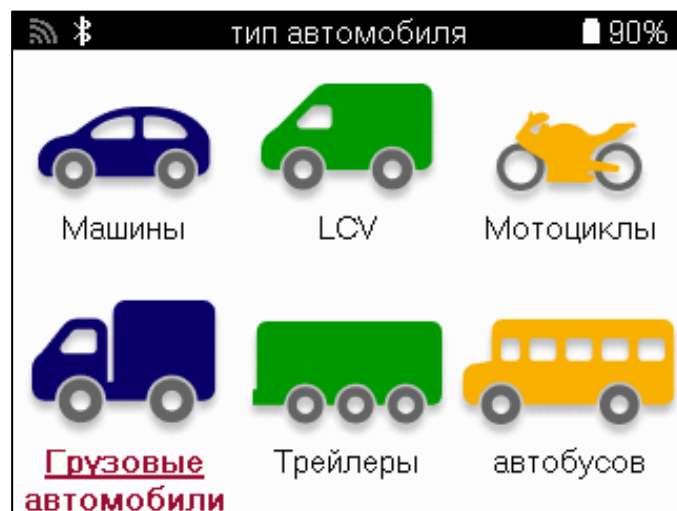 тип автомобиля 90%
Машины LCV Мотоциклы
Грузовые Трейлеры автобусов
автомобили